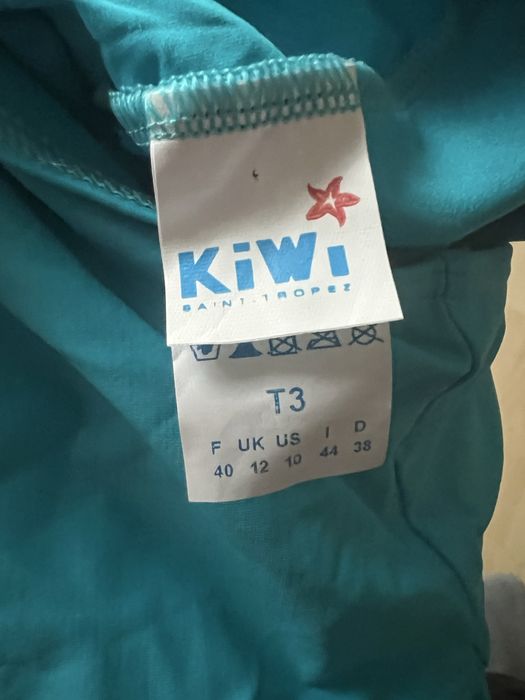 KiWi
SAINT-TROPEZ
T3
F UK US I D
40 12 10 44 38